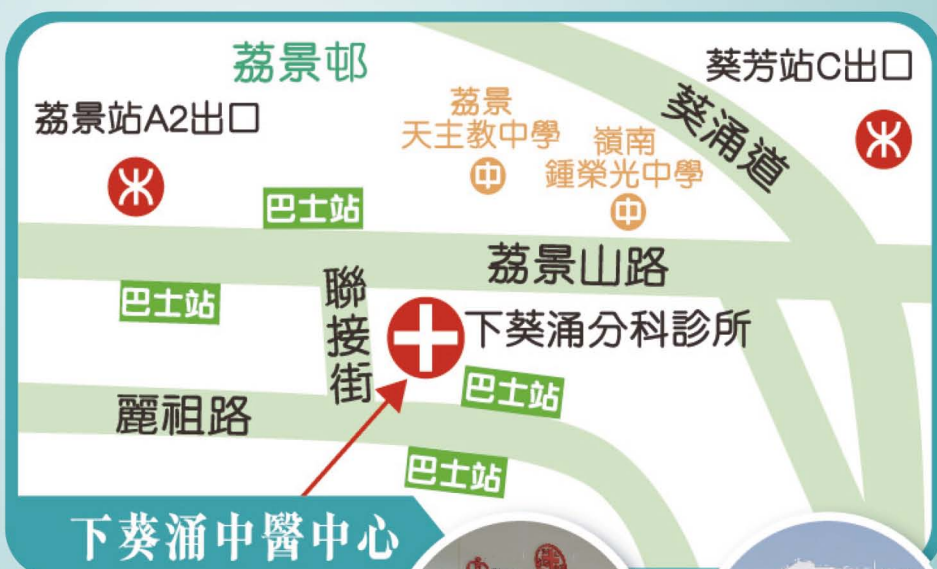 荔景邨
葵芳站C出口
荔景站A2出口
荔景
天主教中學
中
嶺南
鍾榮光中學
中
葵涌道
巴士站
荔景山路
巴士站
聯接街
下葵涌分科診所
巴士站
麗祖路
巴士站
下葵涌中醫中心